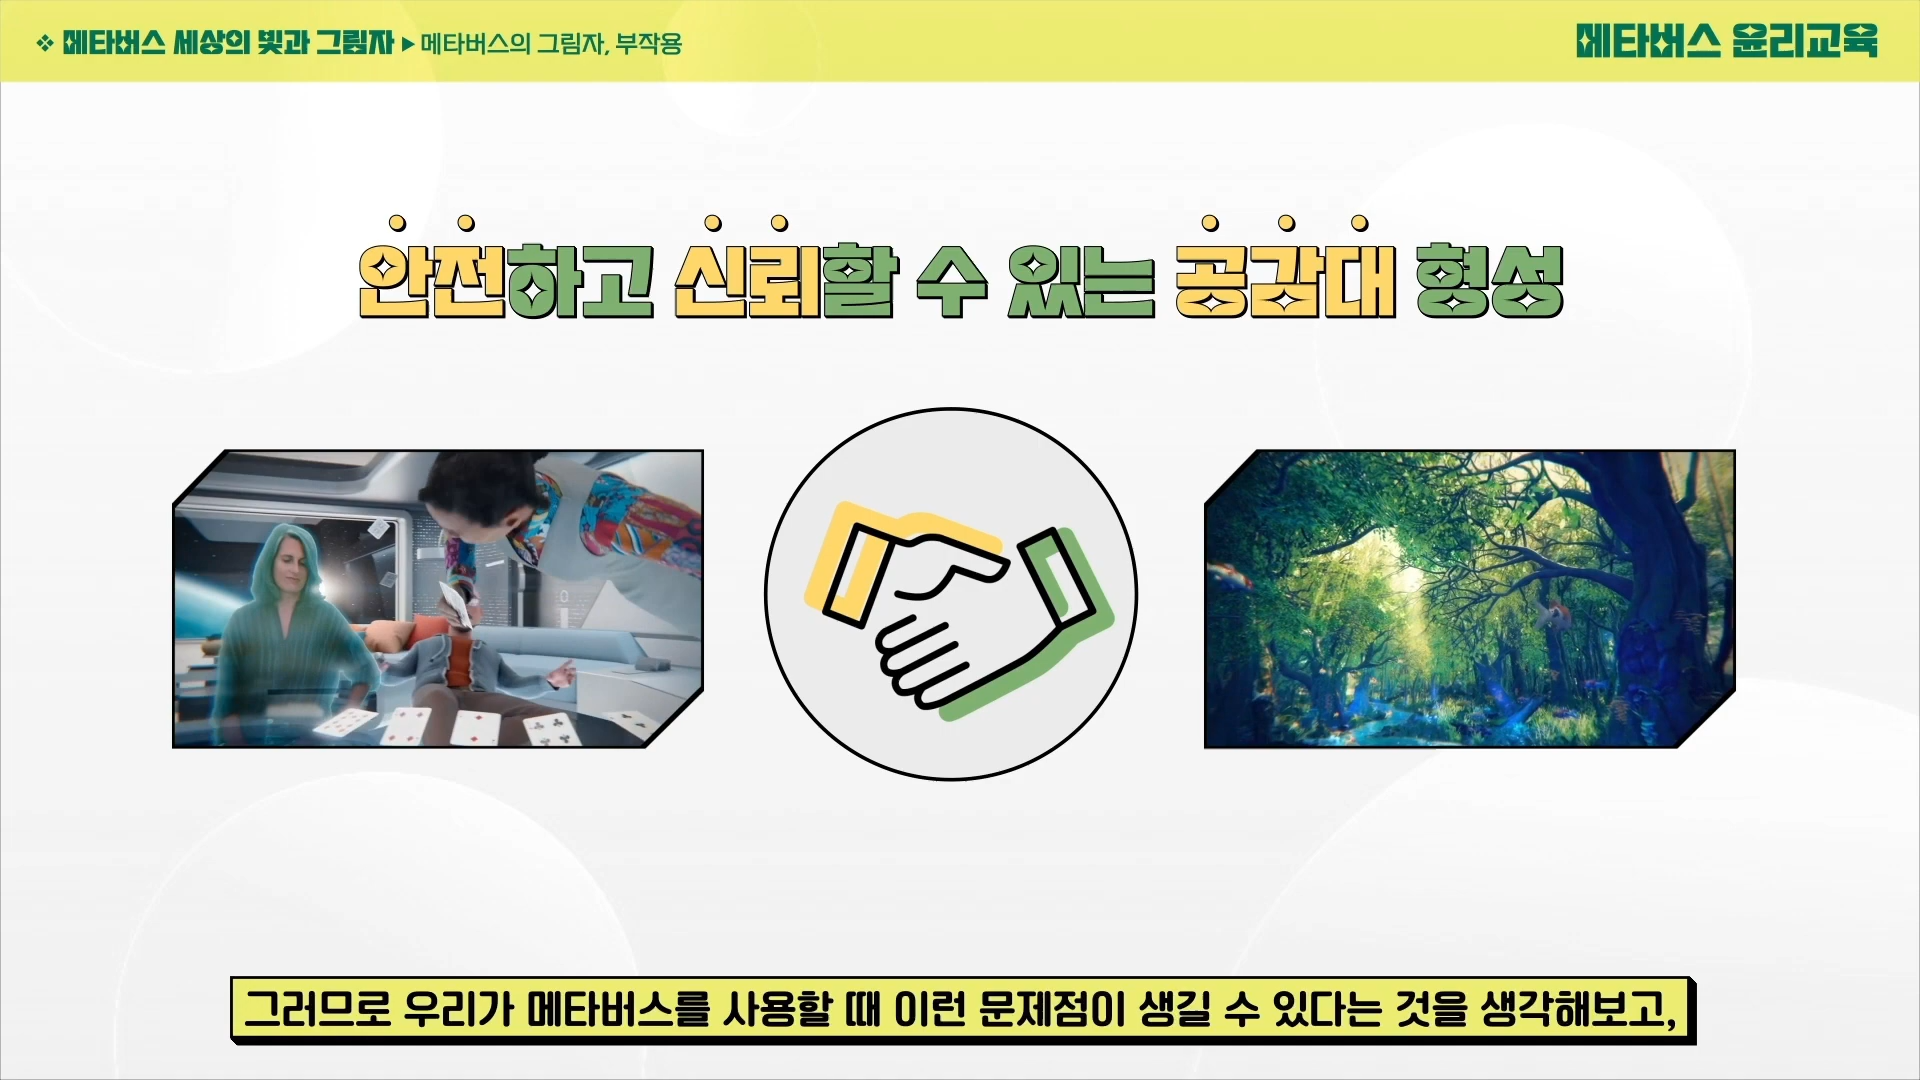 ❖ 메타버스 세상의 빛과 그림자 ▶ 메타버스의 그림자, 부작용
메타버스 윤리교육
안전하고 신뢰할 수 있는 공감대 형성
그러므로 우리가 메타버스를 사용할 때 이런 문제점이 생길 수 있다는 것을 생각해보고,